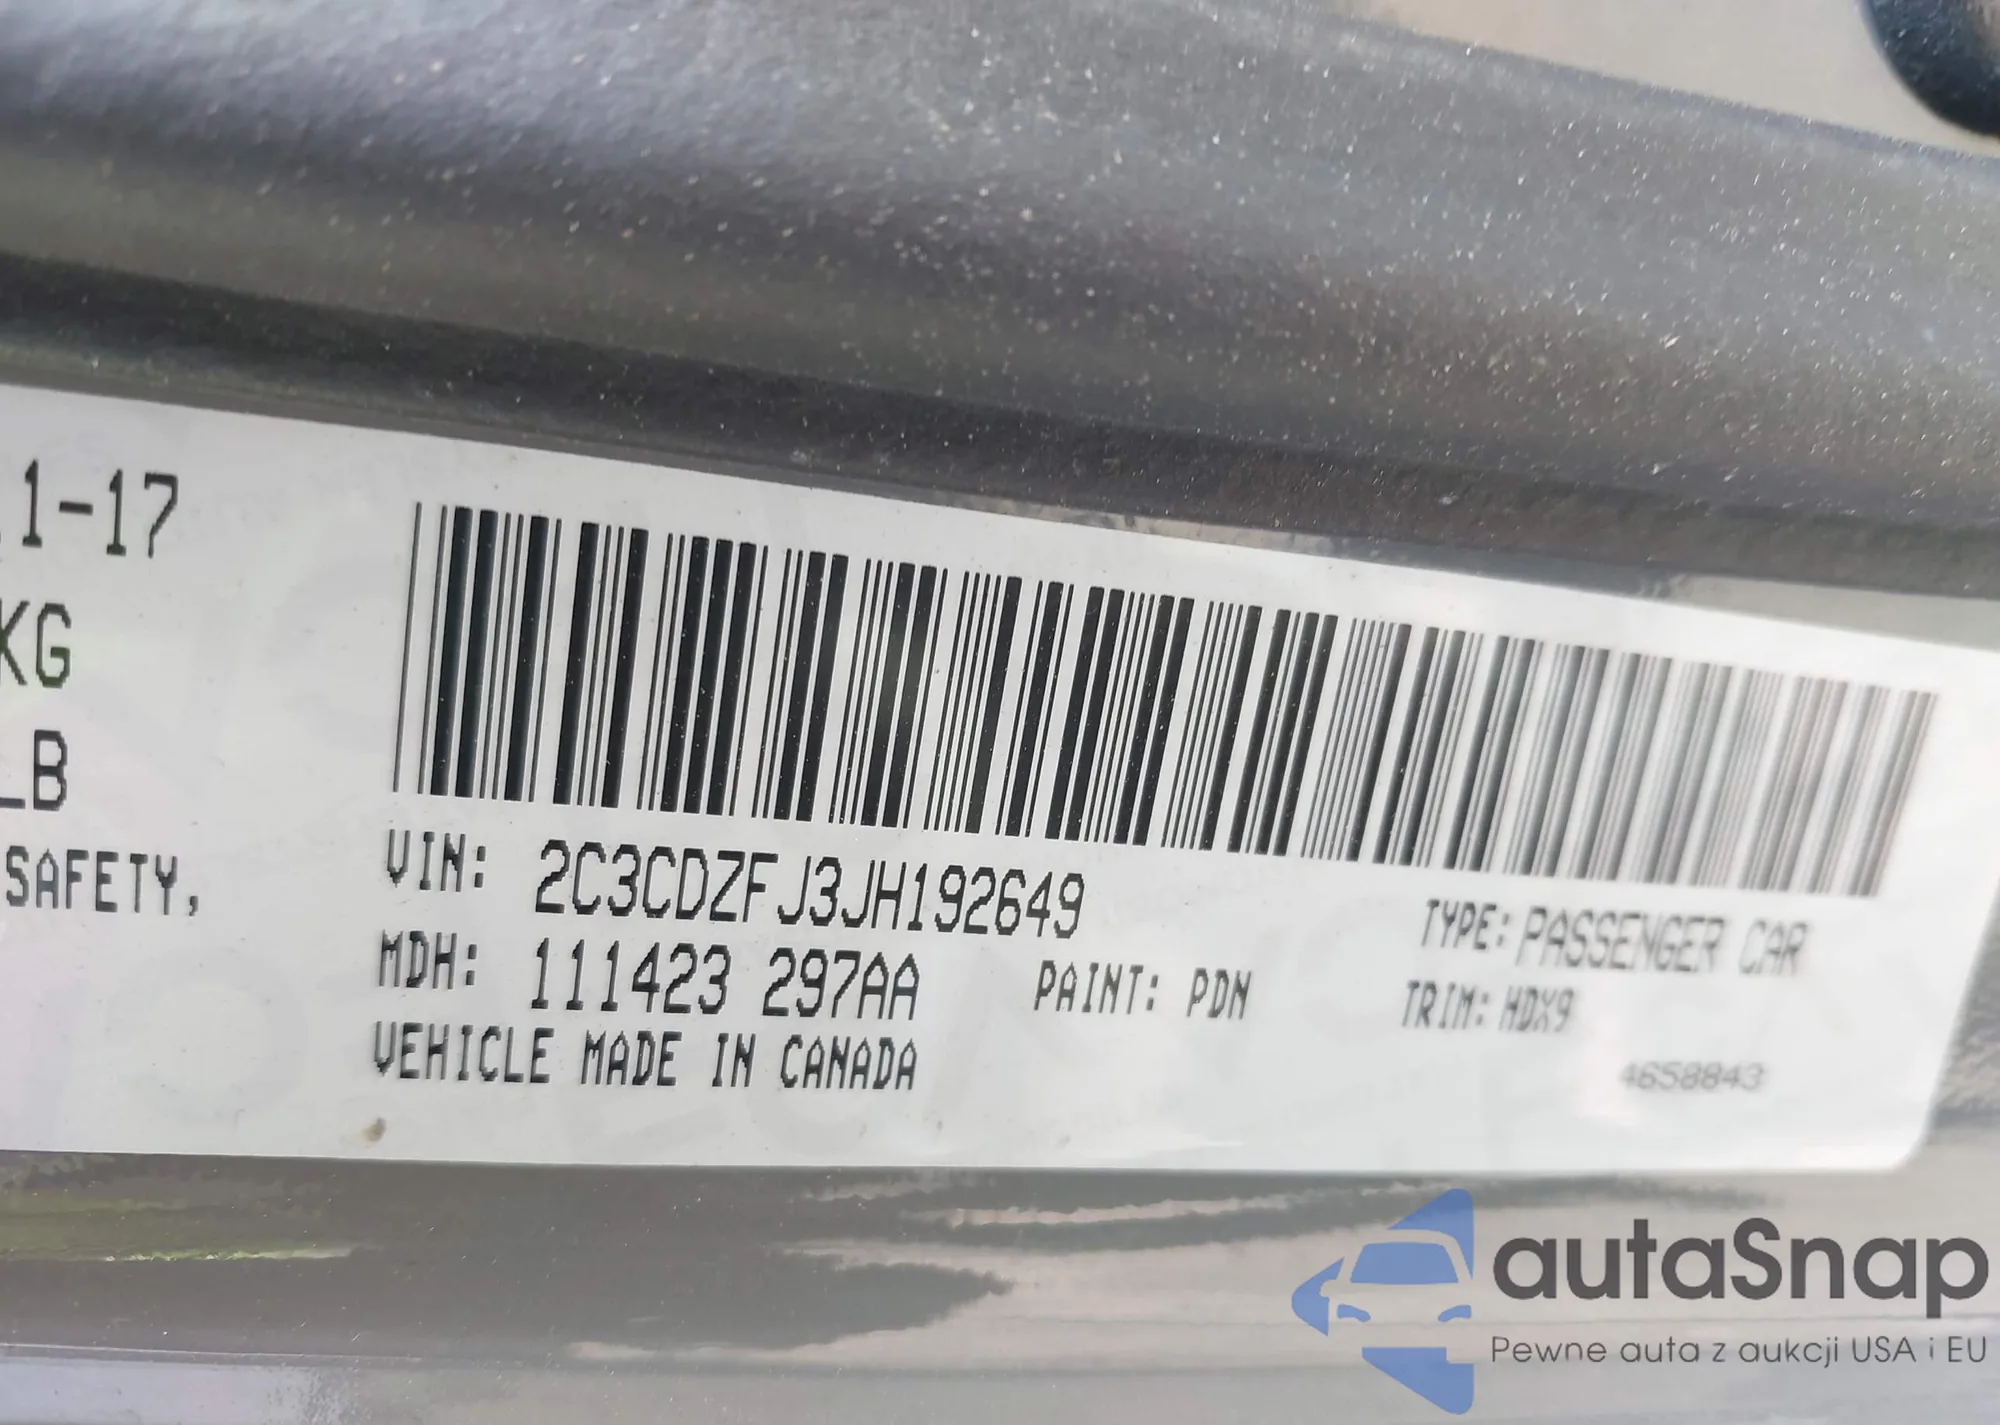 1-17
KG
LB
SAFETY,
VIN: 2C3CDZFJ3JH192649
MDH: 111423 297AA
PAINT: PDN
VEHICLE MADE IN CANADA
TYPE: PASSENGER CAR
TRIM: HDX9
4658843
autaSnap
Pewne auta z aukcji USA i EU